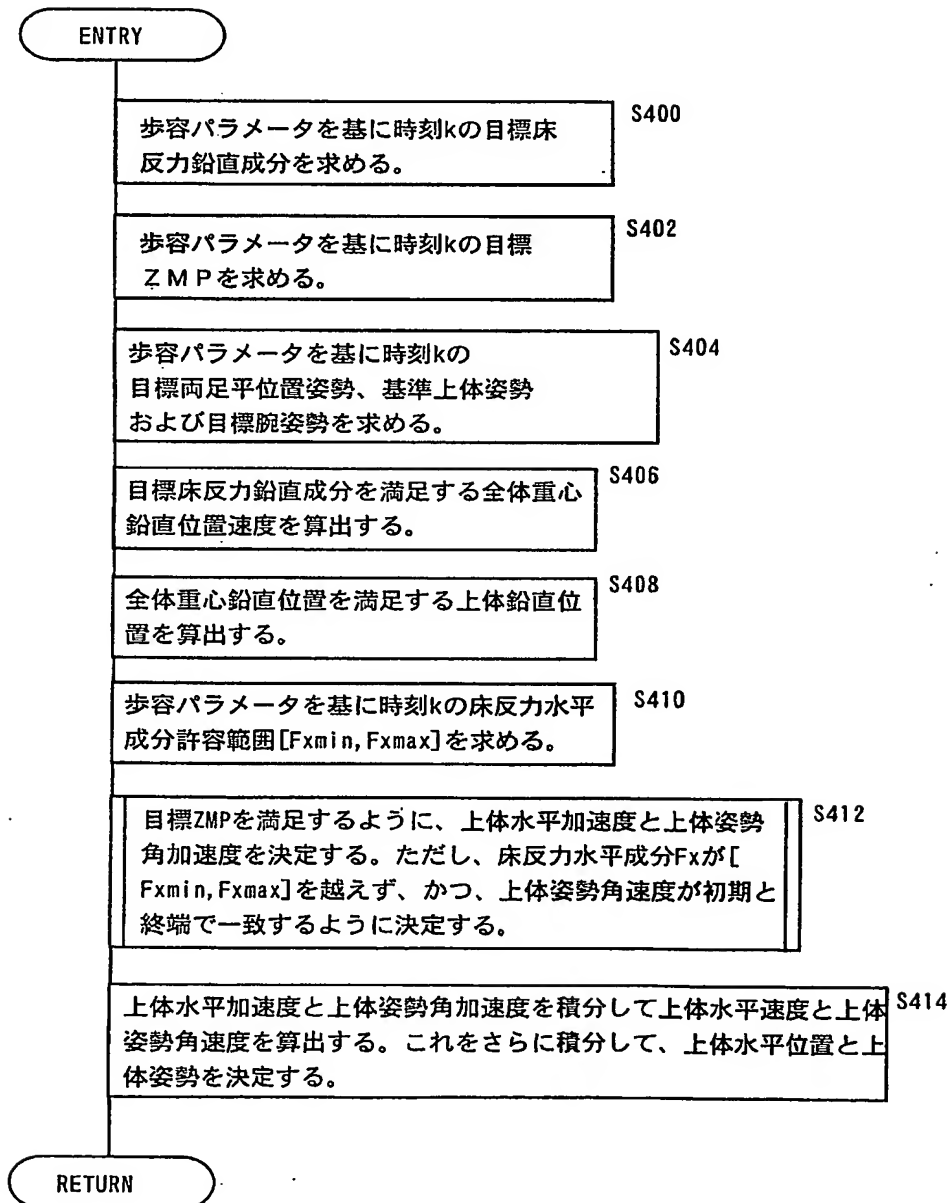 ENTRY
S400
歩容パラメータを基に時刻kの目標床
反力鉛直成分を求める。
S402
歩容パラメータを基に時刻kの目標
ＺＭＰを求める。
S404
歩容パラメータを基に時刻kの
目標両足平位置姿勢、基準上体姿勢
および目標腕姿勢を求める。
S406
目標床反力鉛直成分を満足する全体重心
鉛直位置速度を算出する。
S408
全体重心鉛直位置を満足する上体鉛直位
置を算出する。
S410
歩容パラメータを基に時刻kの床反力水平
成分許容範囲[Fxmin,Fxmax]を求める。
S412
目標ZMPを満足するように、上体水平加速度と上体姿勢
角加速度を決定する。ただし、床反力水平成分Fxが[
Fxmin,Fxmax]を越えず、かつ、上体姿勢角速度が初期と
終端で一致するように決定する。
S414
上体水平加速度と上体姿勢角加速度を積分して上体水平速度と上体
姿勢角速度を算出する。これをさらに積分して、上体水平位置と上
体姿勢を決定する。
RETURN